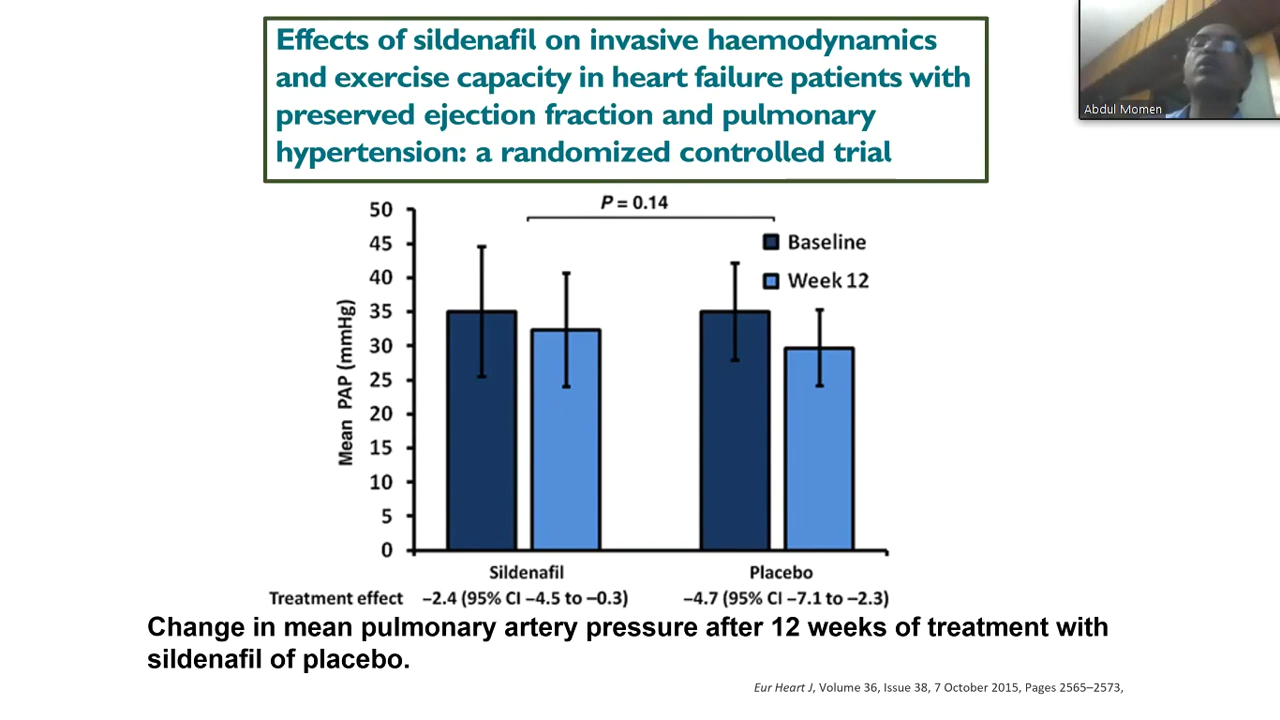 Effects of sildenafil on invasive haemodynamics
and exercise capacity in heart failure patients with
preserved ejection fraction and pulmonary
hypertension: a randomized controlled trial
Abdul Momen
P = 0.14
50
45
40
35
30
25
20
15
10
5
0
Mean PAP (mmHg)
Baseline
Week 12
Sildenafil Placebo
Treatment effect −2.4 (95% CI −4.5 to −0.3) −4.7 (95% CI −7.1 to −2.3)
Change in mean pulmonary artery pressure after 12 weeks of treatment with
sildenafil of placebo.
Eur Heart J, Volume 36, Issue 38, 7 October 2015, Pages 2565–2573,